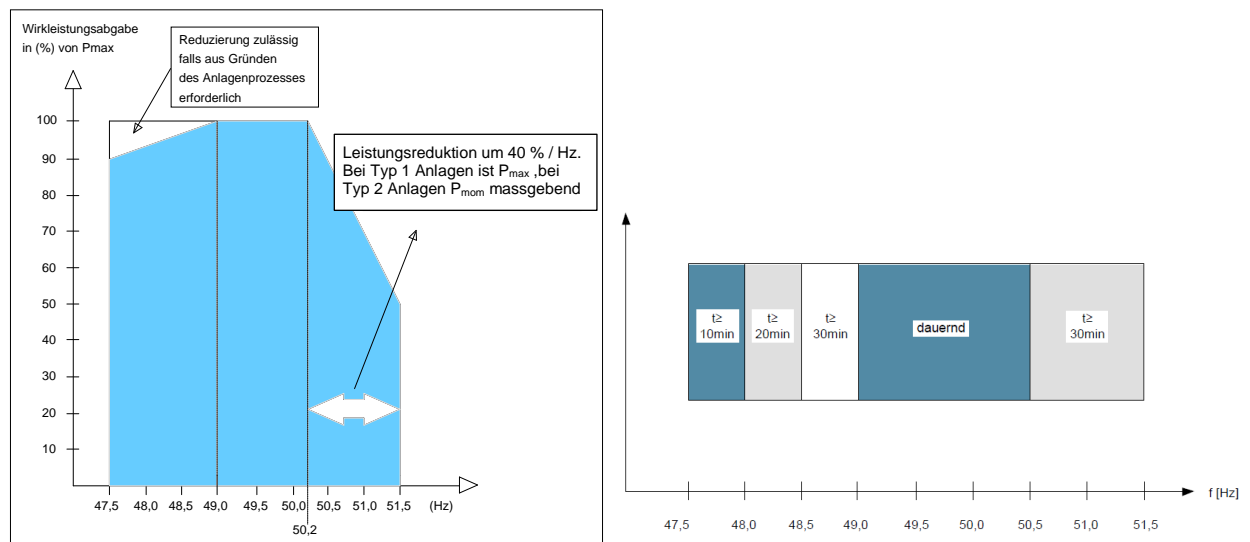 Wirkleistungsabgabe
in (%) von Pmax
Reduzierung zulässig
falls aus Gründen
des Anlagenprozesses
erforderlich
100
90
80
70
60
50
40
30
20
10
Leistungsreduktion um 40 % / Hz.
Bei Typ 1 Anlagen ist Pmax ,bei
Typ 2 Anlagen Pmom massgebend
47,5 48,0 48,5 49,0 49,5 50,0 50,5 51,0 51,5 (Hz)
50,2
t≥
10min
t≥
20min
t≥
30min
dauernd
t≥
30min
f [Hz]
47,5 48,0 48,5 49,0 49,5 50,0 50,5 51,0 51,5